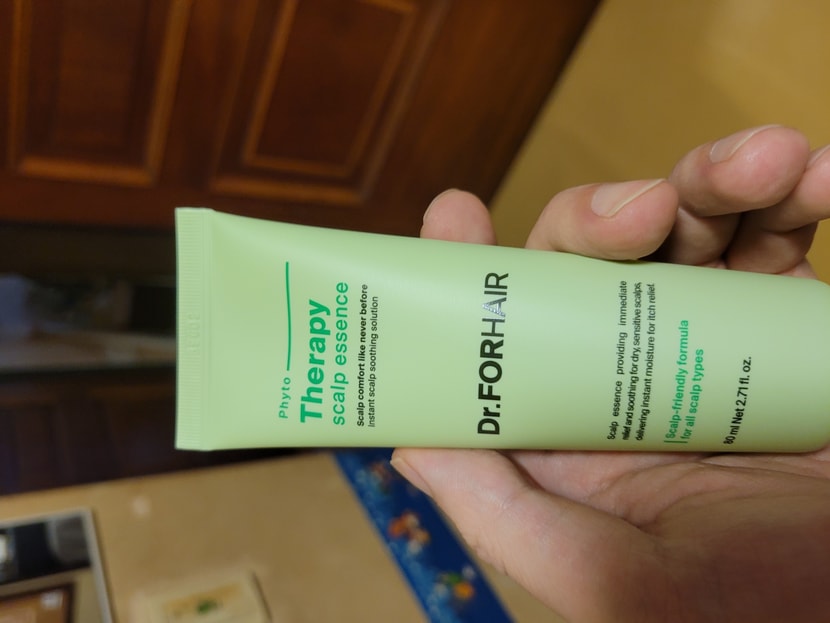 Phyto
Therapy
scalp essence
Scalp comfort like never before
Instant scalp soothing solution
Dr.FORHAIR
Scalp essence providing immediate
relief and soothing for dry, sensitive scalps,
delivering instant moisture for itch relief.
Scalp-friendly formula
for all scalp types
80 ml Net 2.71 fl. oz.